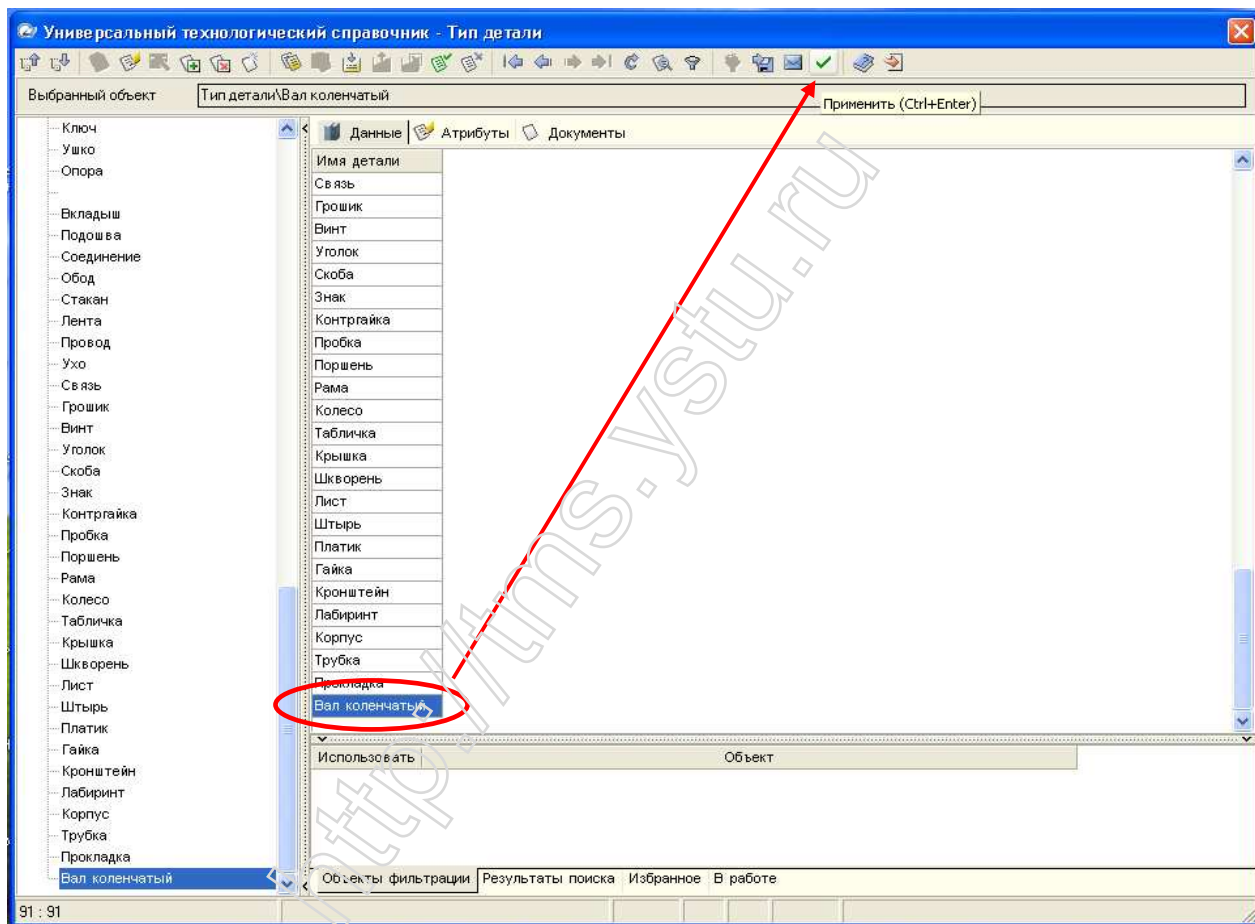 Универсальный технологический справочник - Тип детали
Выбранный объект
Тип детали\Вал коленчатый
Применить (Ctrl+Enter)
Ключ
Ушко
Опора
Вкладыш
Подошва
Соединение
Обод
Стакан
Лента
Провод
Ухо
Связь
Грошик
Винт
Уголок
Скоба
Знак
Контргайка
Пробка
Поршень
Рама
Колесо
Табличка
Крышка
Шкворень
Лист
Штырь
Платик
Гайка
Кронштейн
Лабиринт
Корпус
Трубка
Прокладка
Вал коленчатый
Данные Атрибуты Документы
Имя детали
Связь
Грошик
Винт
Уголок
Скоба
Знак
Контргайка
Пробка
Поршень
Рама
Колесо
Табличка
Крышка
Шкворень
Лист
Штырь
Платик
Гайка
Кронштейн
Лабиринт
Корпус
Трубка
Прокладка
Вал коленчатый
Использовать Объект
Объекты фильтрации Результаты поиска Избранное В работе
91 : 91
http://tms.ystu.ru